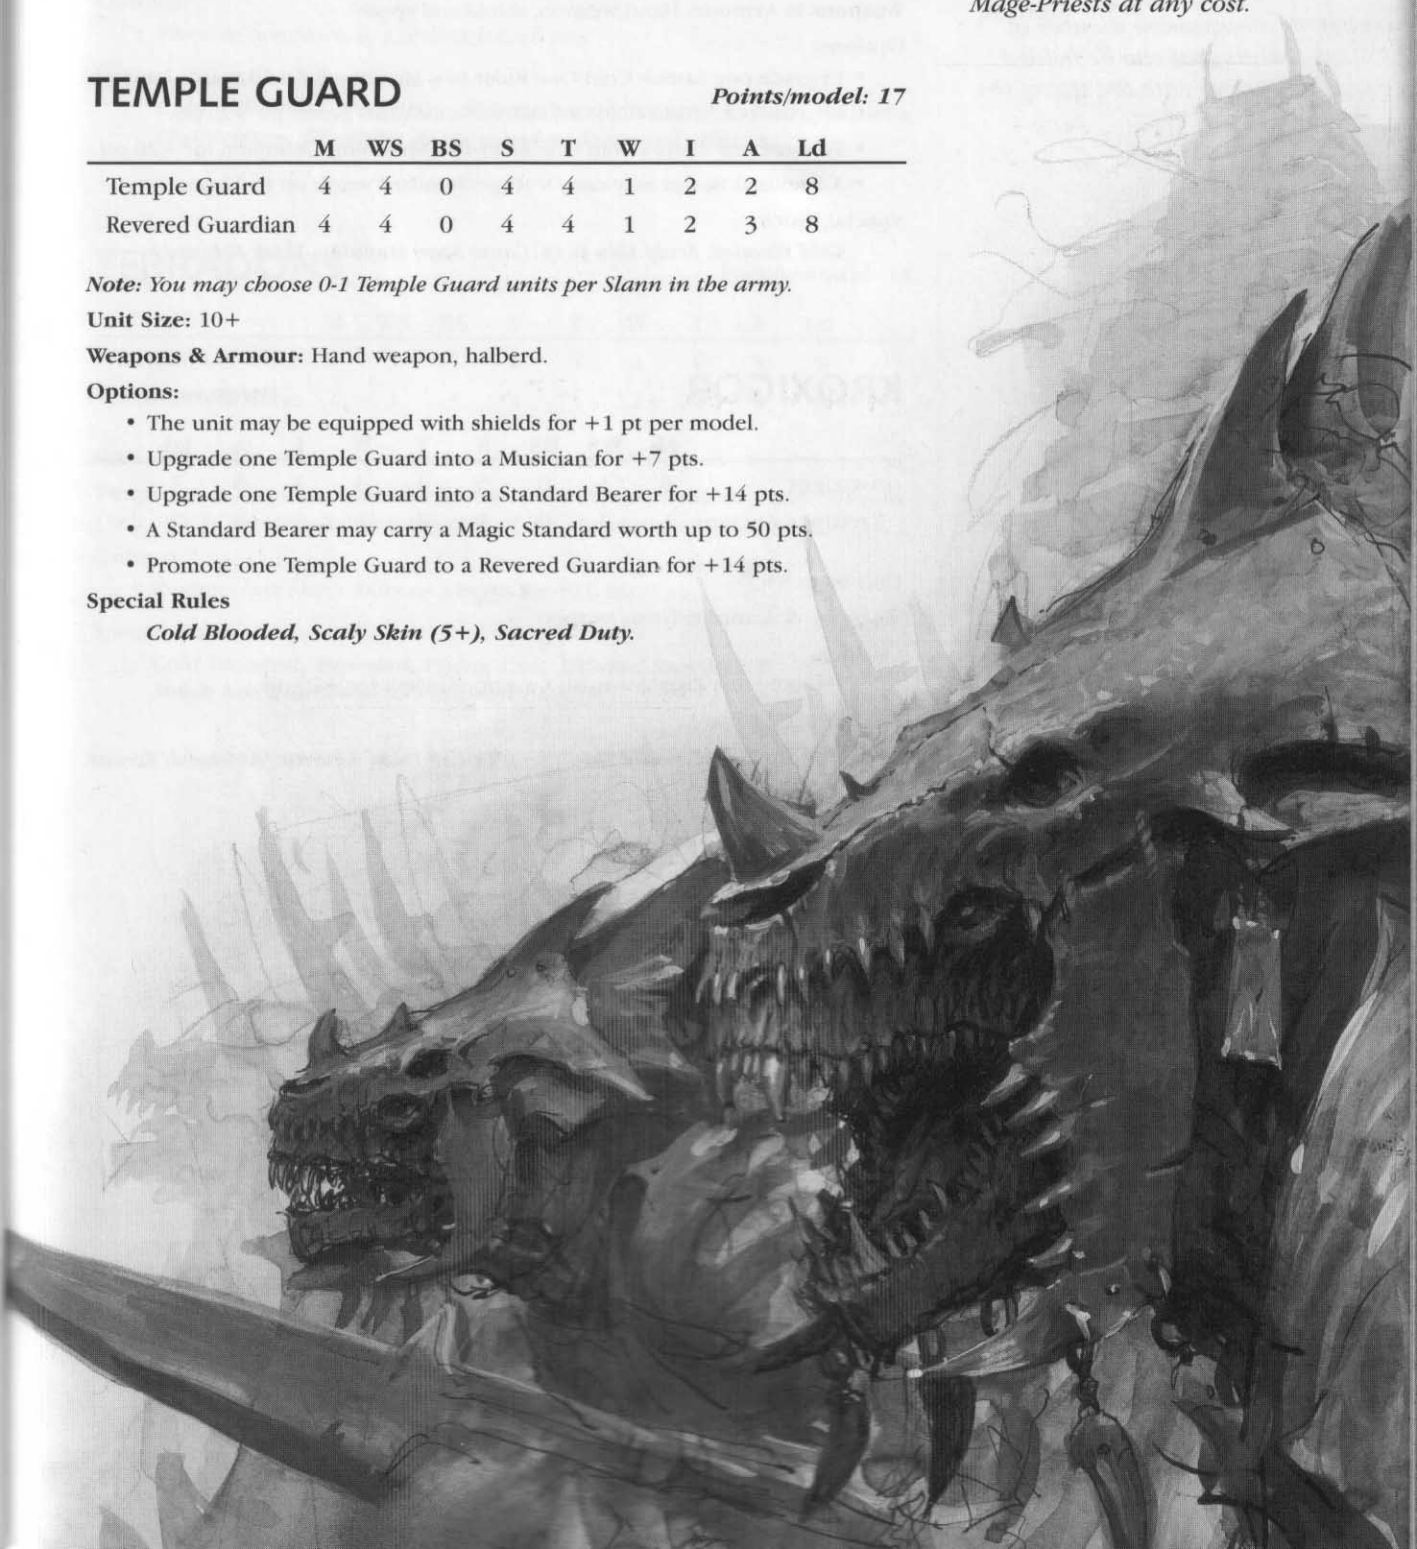 Mage-Priests at any cost.
TEMPLE GUARD
Points/model: 17
M WS BS S T W I A Ld
Temple Guard 4 4 0 4 4 1 2 2 8
Revered Guardian 4 4 0 4 4 1 2 3 8
Note: You may choose 0-1 Temple Guard units per Slann in the army.
Unit Size: 10+
Weapons & Armour: Hand weapon, halberd.
Options:
• The unit may be equipped with shields for +1 pt per model.
• Upgrade one Temple Guard into a Musician for +7 pts.
• Upgrade one Temple Guard into a Standard Bearer for +14 pts.
• A Standard Bearer may carry a Magic Standard worth up to 50 pts.
• Promote one Temple Guard to a Revered Guardian for +14 pts.
Special Rules
Cold Blooded, Scaly Skin (5+), Sacred Duty.